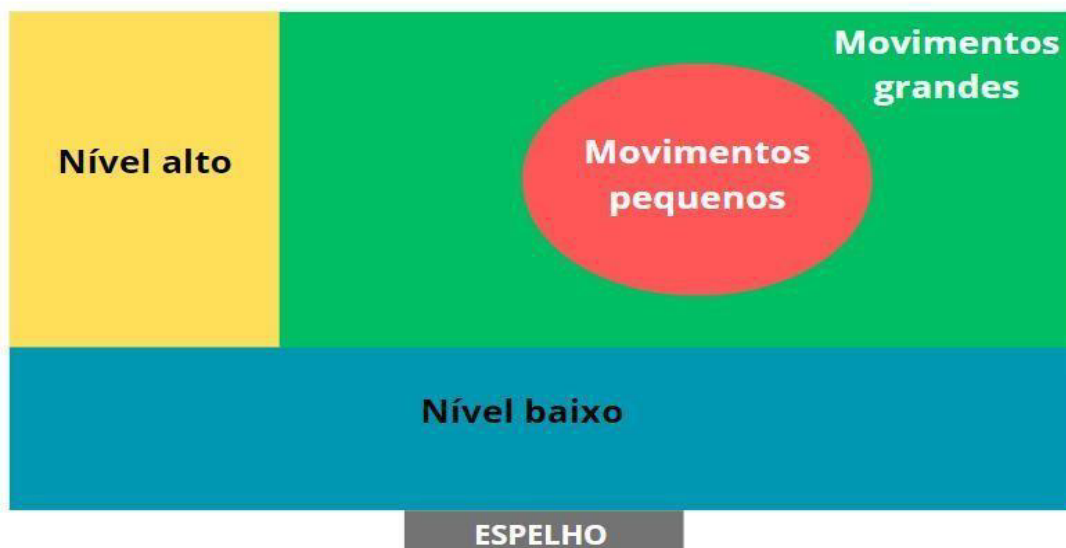 Movimentos
grandes
Nível alto
Movimentos
pequenos
Nível baixo
ESPELHO